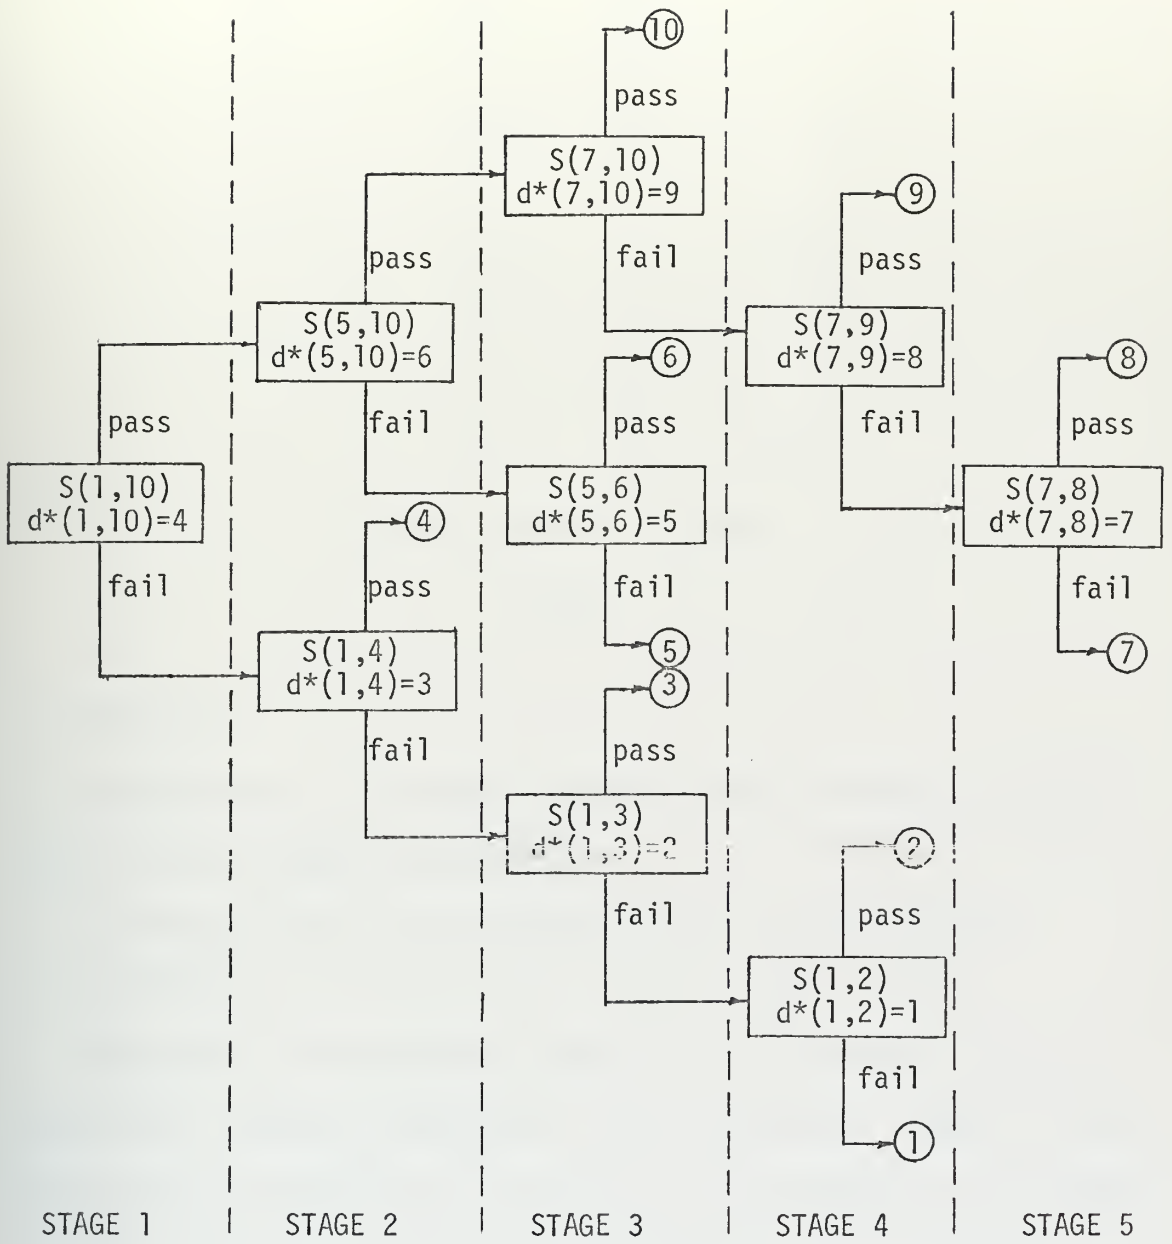 10
pass
S(7,10)
d*(7,10)=9
fail
9
pass
pass
S(5,10)
d*(5,10)=6
fail
S(7,9)
d*(7,9)=8
fail
6
pass
8
pass
pass
S(1,10)
d*(1,10)=4
fail
S(5,6)
d*(5,6)=5
fail
S(7,8)
d*(7,8)=7
fail
4
pass
S(1,4)
d*(1,4)=3
fail
5
3
pass
7
S(1,3)
d*(1,3)=2
fail
2
pass
S(1,2)
d*(1,2)=1
fail
1
STAGE 1 STAGE 2 STAGE 3 STAGE 4 STAGE 5